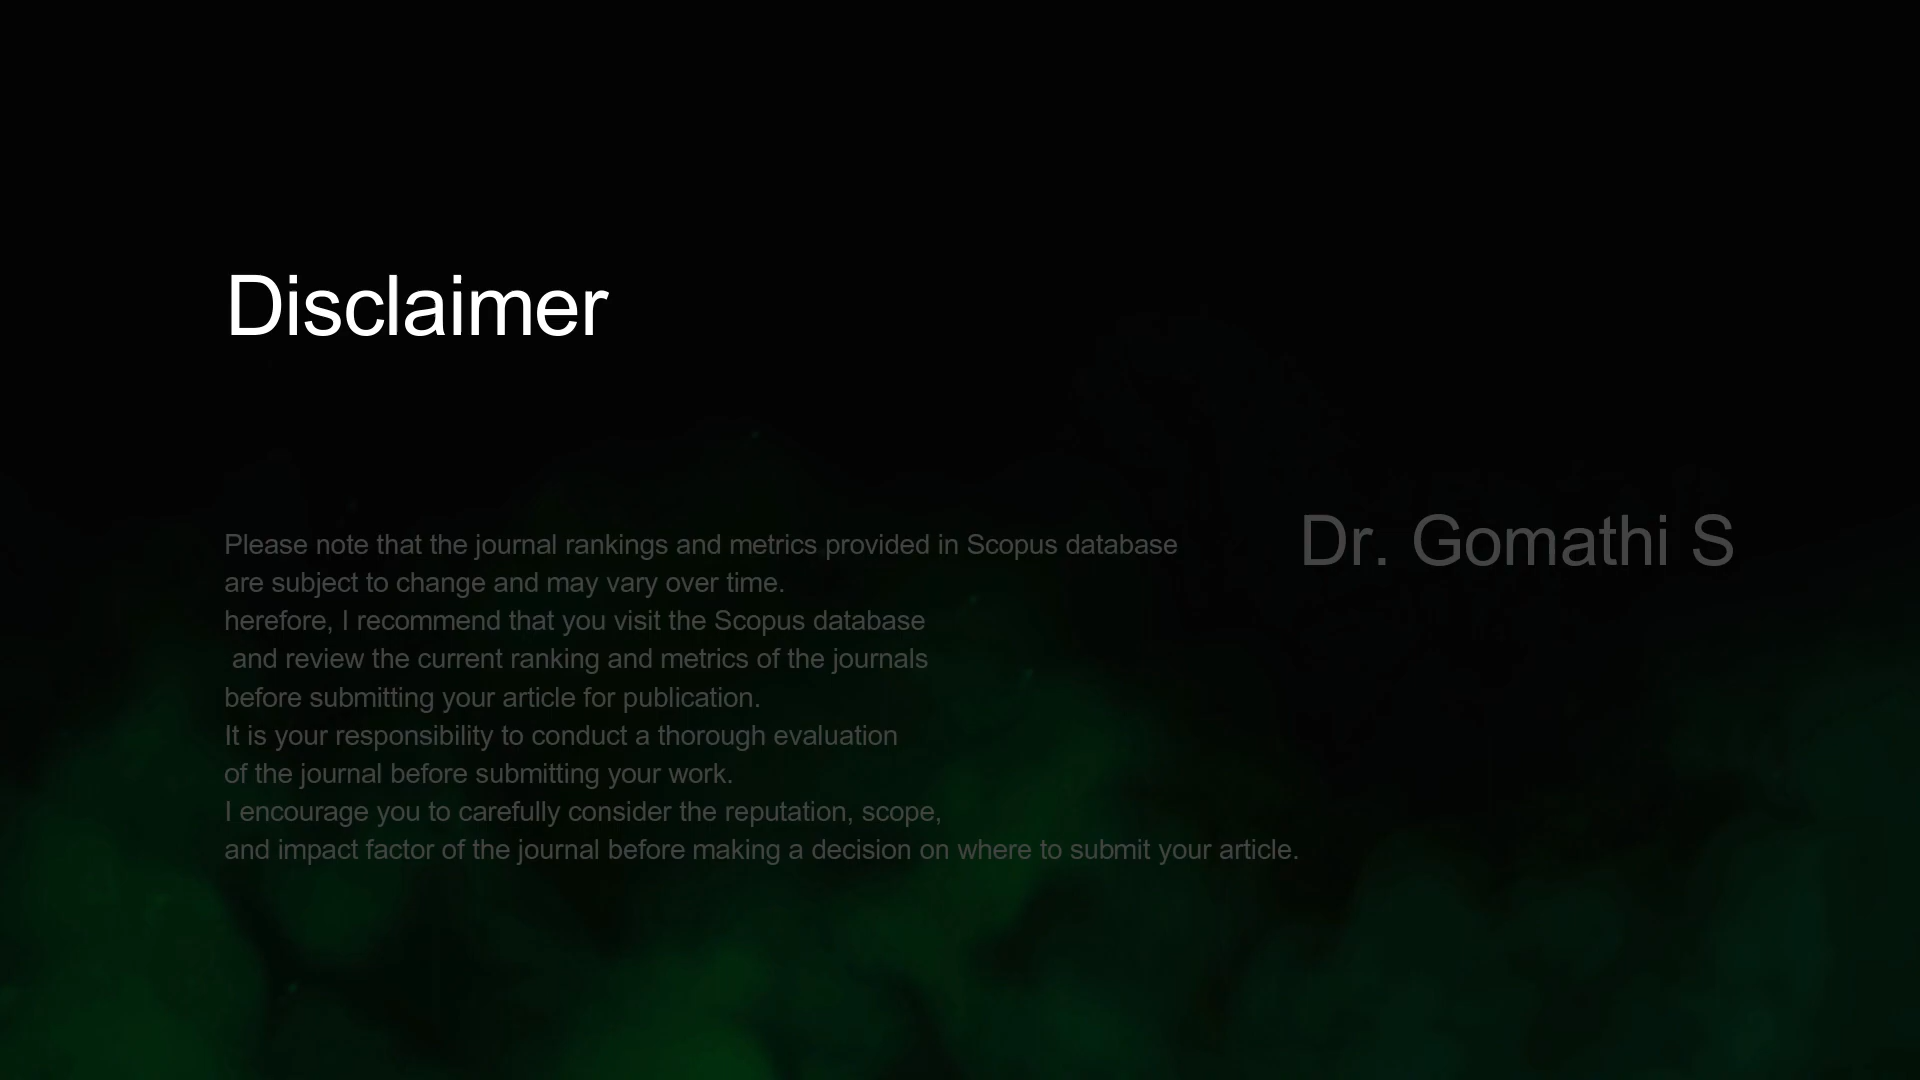 Disclaimer
Dr. Gomathi S
Please note that the journal rankings and metrics provided in Scopus database
are subject to change and may vary over time.
herefore, I recommend that you visit the Scopus database
and review the current ranking and metrics of the journals
before submitting your article for publication.
It is your responsibility to conduct a thorough evaluation
of the journal before submitting your work.
I encourage you to carefully consider the reputation, scope,
and impact factor of the journal before making a decision on where to submit your article.